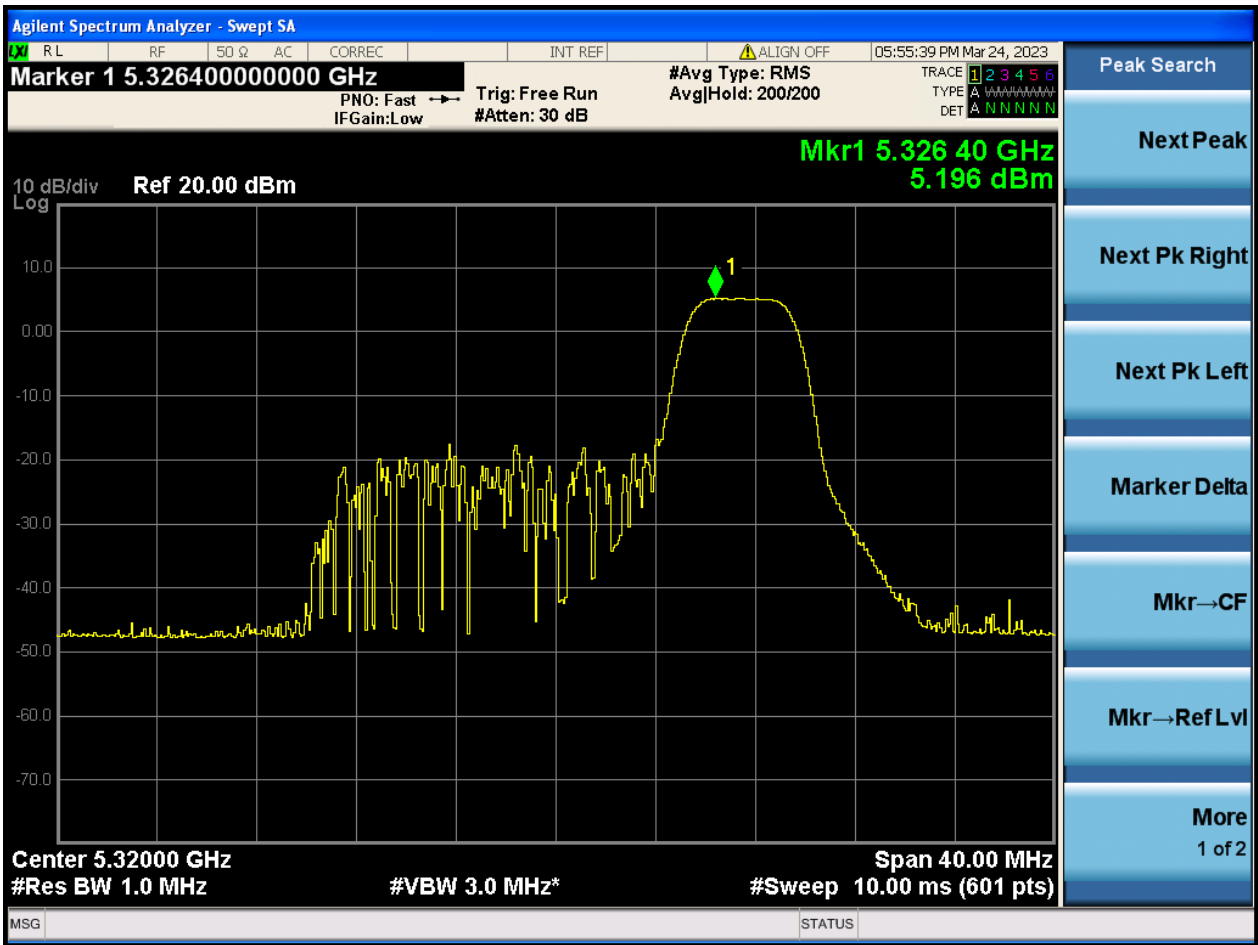 Agilent Spectrum Analyzer - Swept SA
LXI RL RF 50 Ω AC CORREC INT REF ALIGN OFF 05:55:39 PM Mar 24, 2023
Marker 1 5.326400000000 GHz
PNO: Fast
IFGain:Low
Trig: Free Run
#Atten: 30 dB
#Avg Type: RMS
Avg|Hold: 200/200
TRACE 1 2 3 4 5 6
TYPE A
DET A N N N N N
Mkr1 5.326 40 GHz
5.196 dBm
10 dB/div Ref 20.00 dBm
Log
1
10.0
0.00
-10.0
-20.0
-30.0
-40.0
-50.0
-60.0
-70.0
Center 5.32000 GHz Span 40.00 MHz
#Res BW 1.0 MHz #VBW 3.0 MHz* #Sweep 10.00 ms (601 pts)
MSG STATUS
Peak Search
Next Peak
Next Pk Right
Next Pk Left
Marker Delta
Mkr→CF
Mkr→Ref Lvl
More
1 of 2